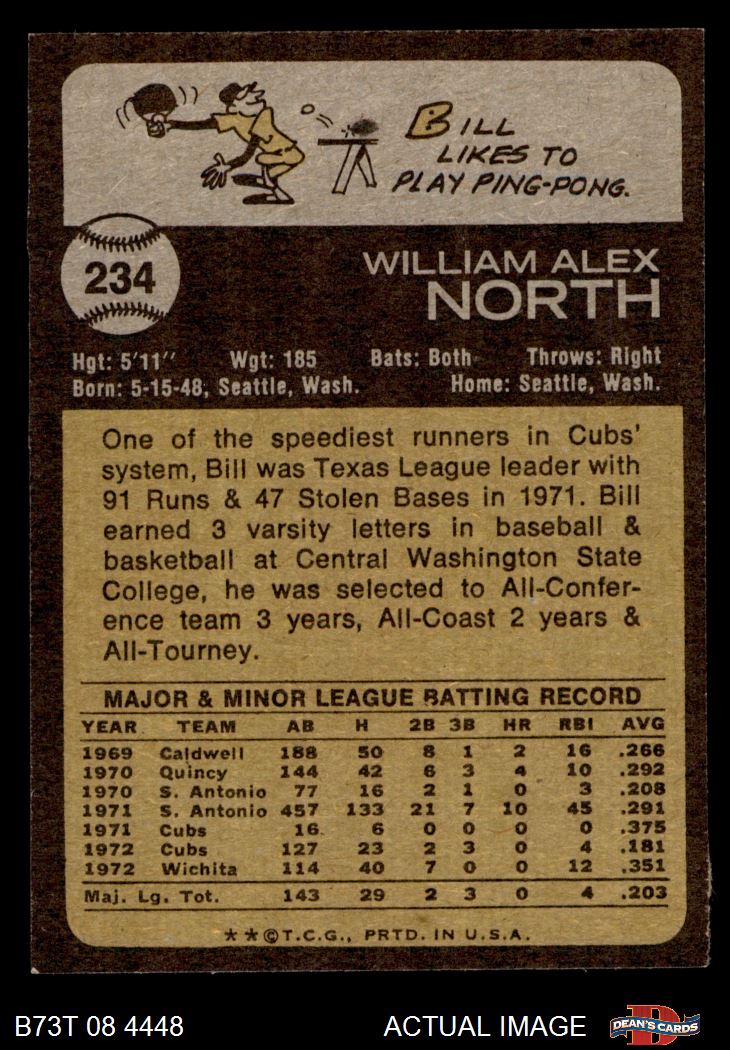 BILL
LIKES TO
PLAY PING-PONG.
234
WILLIAM ALEX
NORTH
Hgt: 5'11" Wgt: 185 Bats: Both Throws: Right
Born: 5-15-48, Seattle, Wash. Home: Seattle, Wash.
One of the speediest runners in Cubs'
system, Bill was Texas League leader with
91 Runs & 47 Stolen Bases in 1971. Bill
earned 3 varsity letters in baseball &
basketball at Central Washington State
College, he was selected to All-Confer-
ence team 3 years, All-Coast 2 years &
All-Tourney.
MAJOR & MINOR LEAGUE BATTING RECORD
YEAR TEAM AB H 2B 3B HR RBI AVG
1969 Caldwell 188 50 8 1 2 16 .266
1970 Quincy 144 42 6 3 4 10 .292
1970 S. Antonio 77 16 2 1 0 3 .208
1971 S. Antonio 457 133 21 7 10 45 .291
1971 Cubs 16 6 0 0 0 0 .375
1972 Cubs 127 23 2 3 0 4 .181
1972 Wichita 114 40 7 0 0 12 .351
Maj. Lg. Tot. 143 29 2 3 0 4 .203
**©T.C.G., PRTD. IN U.S.A.
B73T 08 4448 ACTUAL IMAGE D DEAN'S CARDS